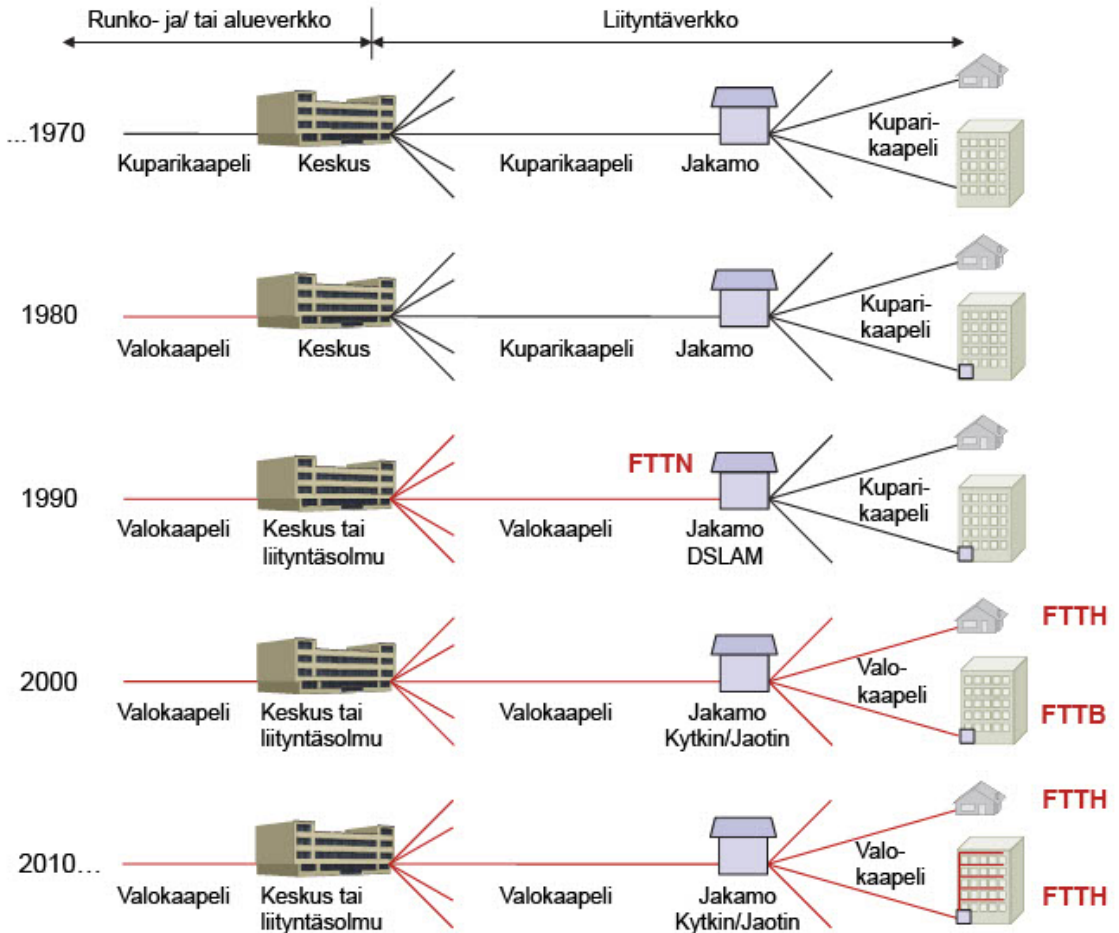 Runko- ja/ tai alueverkko
Liityntäverkko
...1970
Kuparikaapeli
Keskus
Kuparikaapeli
Jakamo
Kupari-
kaapeli
1980
Valokaapeli
Keskus
Kuparikaapeli
Jakamo
Kupari-
kaapeli
1990
Valokaapeli
Keskus tai
liityntäsolmu
Valokaapeli
FTTN
Jakamo
DSLAM
Kupari-
kaapeli
2000
Valokaapeli
Keskus tai
liityntäsolmu
Valokaapeli
Jakamo
Kytkin/Jaotin
Valo-
kaapeli
FTTH
FTTB
2010...
Valokaapeli
Keskus tai
liityntäsolmu
Valokaapeli
Jakamo
Kytkin/Jaotin
Valo-
kaapeli
FTTH
FTTH